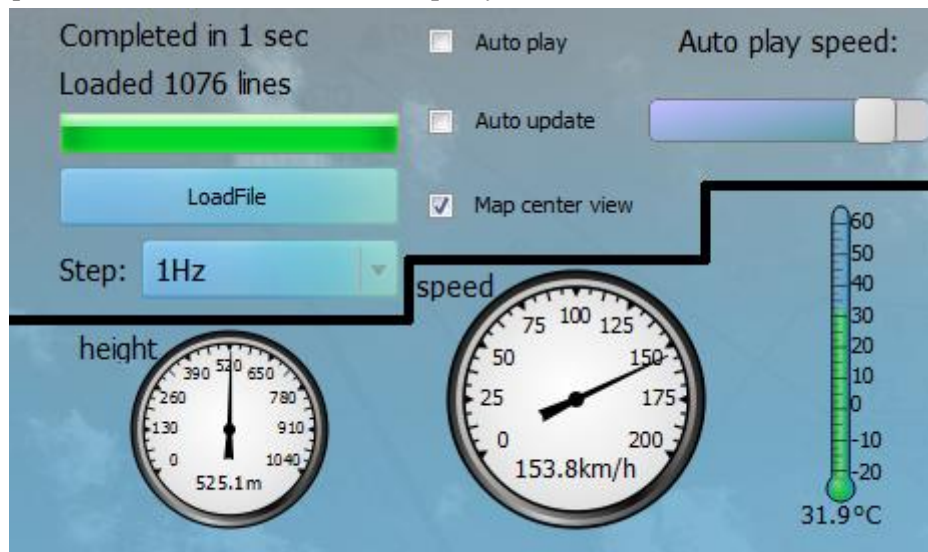 Completed in 1 sec
Loaded 1076 lines
LoadFile
Step: 1Hz
Auto play
Auto update
Map center view
Auto play speed:
height
0 130 260 390 520 650 780 910 1040
525.1m
speed
0 25 50 75 100 125 150 175 200
153.8km/h
60
50
40
30
20
10
0
-10
-20
31.9°C